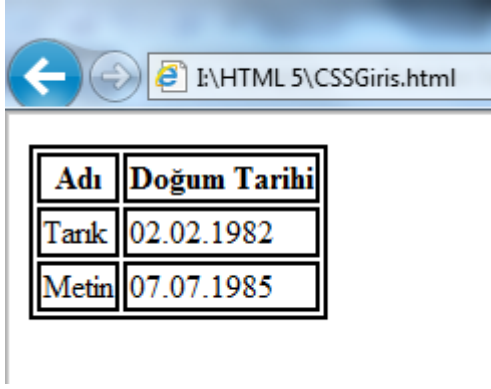 I:\HTML 5\CSSGiris.html
Adı Doğum Tarihi
Tarık 02.02.1982
Metin 07.07.1985